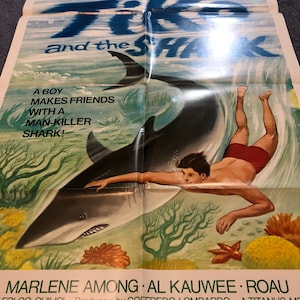 Tiko
and the SHARK
A BOY
MAKES FRIENDS
WITH A
MAN-KILLER
SHARK!
MARLENE AMONG · AL KAUWEE · ROAU